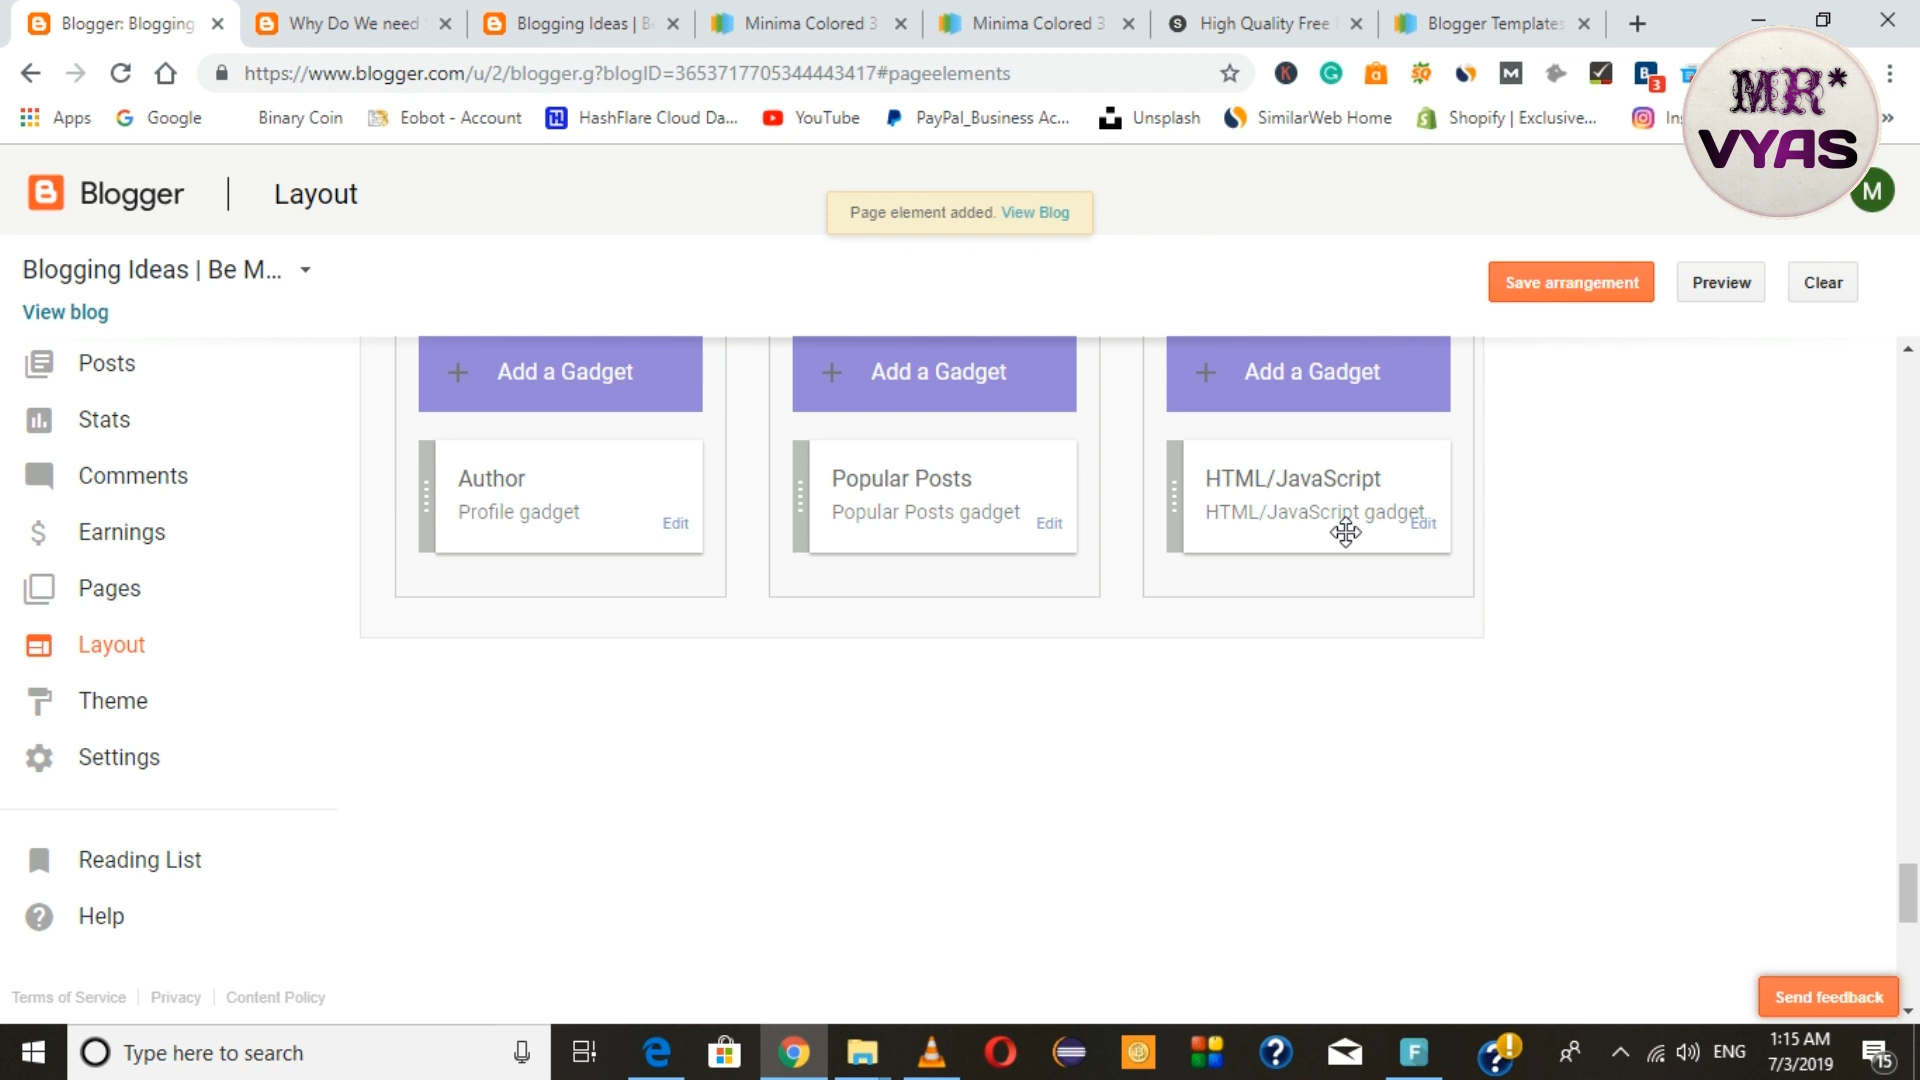 Blogger: Blogging
Why Do We need
Blogging Ideas | Be
Minima Colored 3
Minima Colored 3
High Quality Free
Blogger Templates
https://www.blogger.com/u/2/blogger.g?blogID=3653717705344443417#pageelements
3
MR*
VYAS
Apps
Google
Binary Coin
Eobot - Account
HashFlare Cloud Da...
YouTube
PayPal_Business Ac...
Unsplash
SimilarWeb Home
Shopify | Exclusive...
In
Blogger
Layout
Page element added. View Blog
M
Blogging Ideas | Be M...
Save arrangement
Preview
Clear
View blog
Posts
Stats
Comments
Earnings
Pages
Layout
Theme
Settings
Reading List
Help
Add a Gadget
Add a Gadget
Add a Gadget
Author
Profile gadget
Edit
Popular Posts
Popular Posts gadget
Edit
HTML/JavaScript
HTML/JavaScript gadget
Edit
Terms of Service
Privacy
Content Policy
Send feedback
Type here to search
ENG
1:15 AM
7/3/2019
15